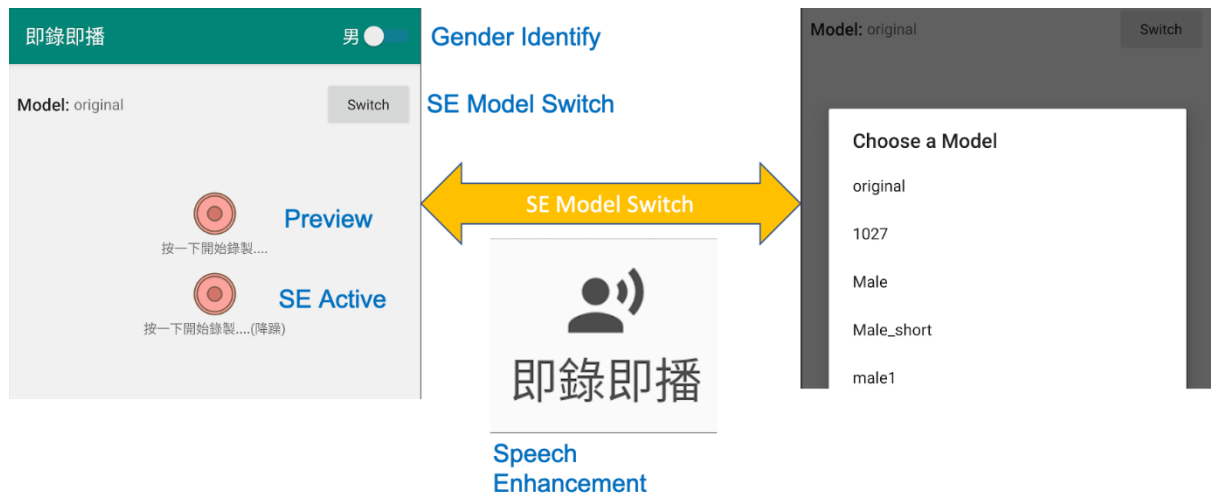 即錄即播
男
Gender Identify
Model: original
Switch
SE Model Switch
Preview
按一下開始錄製....
SE Active
按一下開始錄製....(降躁)
SE Model Switch
即錄即播
Speech
Enhancement
Model: original
Switch
Choose a Model
original
1027
Male
Male_short
male1